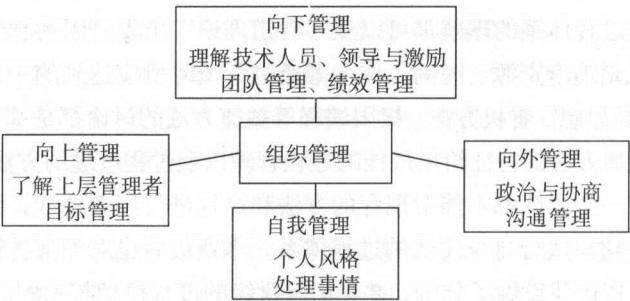 向下管理
理解技术人员、领导与激励
团队管理、绩效管理
向上管理
了解上层管理者
目标管理
组织管理
自我管理
个人风格
处理事情
向外管理
政治与协商
沟通管理